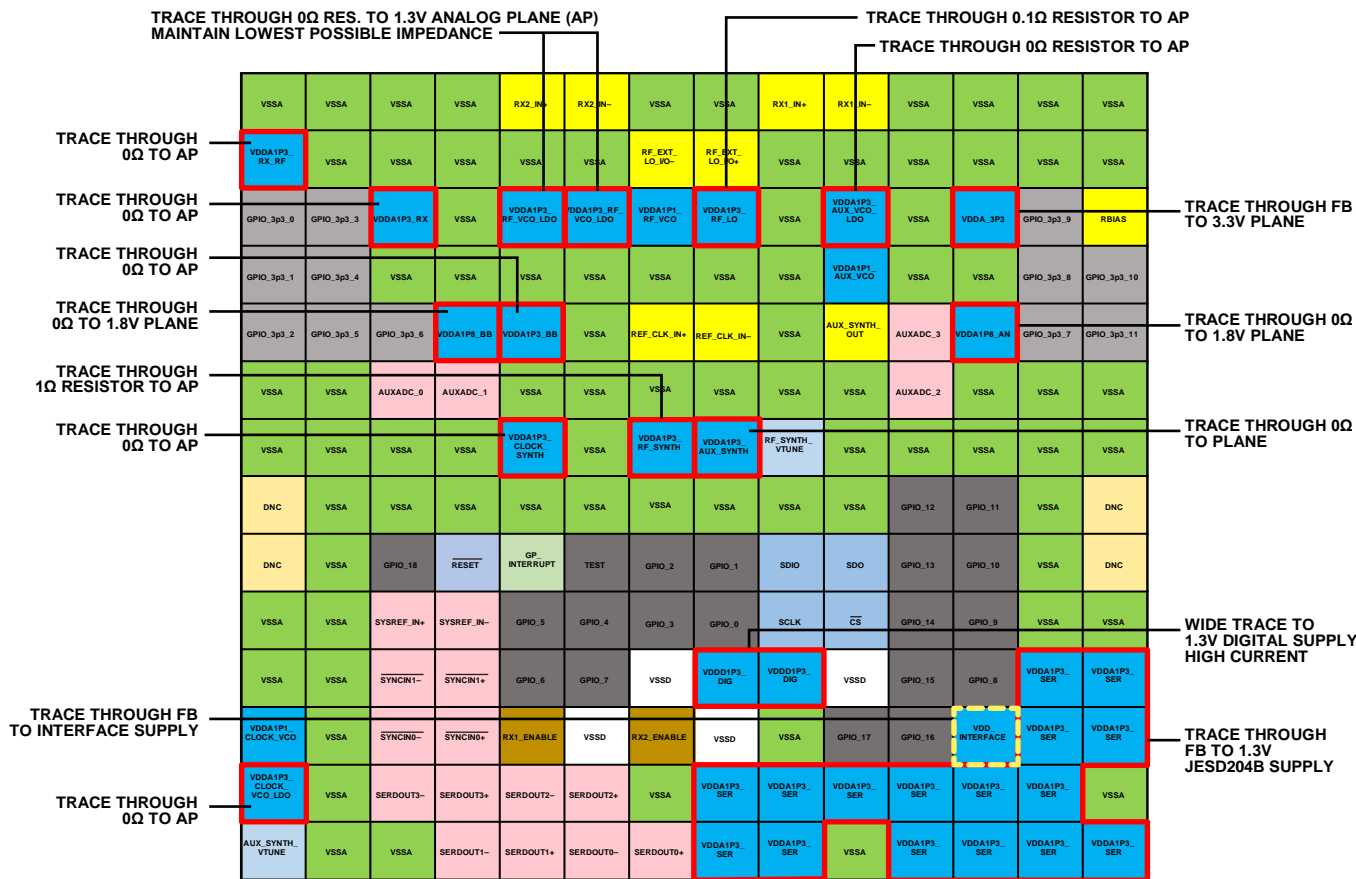 TRACE THROUGH 0Ω RES. TO 1.3V ANALOG PLANE (AP)
MAINTAIN LOWEST POSSIBLE IMPEDANCE
TRACE THROUGH 0.1Ω RESISTOR TO AP
TRACE THROUGH 0Ω RESISTOR TO AP
VSSA VSSA VSSA VSSA RX2_IN+ RX2_IN− VSSA VSSA RX1_IN+ RX1_IN− VSSA VSSA VSSA VSSA
TRACE THROUGH
0Ω TO AP
VDDA1P3_
RX_RF
VSSA VSSA VSSA VSSA VSSA
RF_EXT_
LO_I/O−
RF_EXT_
LO_I/O+
VSSA VSSA VSSA VSSA VSSA VSSA
TRACE THROUGH
0Ω TO AP
GPIO_3p3_0 GPIO_3p3_3 VDDA1P3_RX VSSA
VDDA1P3_
RF_VCO_LDO
VDDA1P3_RF_
VCO_LDO
VDDA1P1_
RF_VCO
VDDA1P3_
RF_LO
VSSA
VDDA1P3_
AUX_VCO_
LDO
VSSA VDDA_3P3 GPIO_3p3_9 RBIAS
TRACE THROUGH FB
TO 3.3V PLANE
TRACE THROUGH
0Ω TO AP
GPIO_3p3_1 GPIO_3p3_4 VSSA VSSA VSSA VSSA VSSA VSSA VSSA
VDDA1P1_
AUX_VCO
VSSA VSSA GPIO_3p3_8 GPIO_3p3_10
TRACE THROUGH
0Ω TO 1.8V PLANE
GPIO_3p3_2 GPIO_3p3_5 GPIO_3p3_6 VDDA1P8_BB VDDA1P3_BB VSSA REF_CLK_IN+ REF_CLK_IN− VSSA
AUX_SYNTH_
OUT
AUXADC_3 VDDA1P8_AN GPIO_3p3_7 GPIO_3p3_11
TRACE THROUGH 0Ω
TO 1.8V PLANE
TRACE THROUGH
1Ω RESISTOR TO AP
VSSA VSSA AUXADC_0 AUXADC_1 VSSA VSSA VSSA VSSA VSSA VSSA AUXADC_2 VSSA VSSA VSSA
TRACE THROUGH
0Ω TO AP
VSSA VSSA VSSA VSSA
VDDA1P3_
CLOCK_
SYNTH
VSSA
VDDA1P3_
RF_SYNTH
VDDA1P3_
AUX_SYNTH
RF_SYNTH_
VTUNE
VSSA VSSA VSSA VSSA VSSA
TRACE THROUGH 0Ω
TO PLANE
DNC VSSA VSSA VSSA VSSA VSSA VSSA VSSA VSSA VSSA GPIO_12 GPIO_11 VSSA DNC
DNC VSSA GPIO_18 RESET
GP_
INTERRUPT
TEST GPIO_2 GPIO_1 SDIO SDO GPIO_13 GPIO_10 VSSA DNC
VSSA VSSA SYSREF_IN+ SYSREF_IN− GPIO_5 GPIO_4 GPIO_3 GPIO_0 SCLK CS GPIO_14 GPIO_9 VSSA VSSA
WIDE TRACE TO
1.3V DIGITAL SUPPLY
HIGH CURRENT
VSSA VSSA SYNCIN1− SYNCIN1+ GPIO_6 GPIO_7 VSSD
VDDD1P3_
DIG
VDDD1P3_
DIG
VSSD GPIO_15 GPIO_8
VDDA1P3_
SER
VDDA1P3_
SER
TRACE THROUGH FB
TO INTERFACE SUPPLY
VDDA1P1_
CLOCK_VCO
VSSA SYNCIN0− SYNCIN0+ RX1_ENABLE VSSD RX2_ENABLE VSSD VSSA GPIO_17 GPIO_16
VDD_
INTERFACE
VDDA1P3_
SER
VDDA1P3_
SER
TRACE THROUGH
FB TO 1.3V
JESD204B SUPPLY
TRACE THROUGH
0Ω TO AP
VDDA1P3_
CLOCK_
VCO_LDO
VSSA SERDOUT3− SERDOUT3+ SERDOUT2− SERDOUT2+ VSSA
VDDA1P3_
SER
VDDA1P3_
SER
VDDA1P3_
SER
VDDA1P3_
SER
VDDA1P3_
SER
VDDA1P3_
SER
VSSA
AUX_SYNTH_
VTUNE
VSSA VSSA SERDOUT1− SERDOUT1+ SERDOUT0− SERDOUT0+
VDDA1P3_
SER
VDDA1P3_
SER
VSSA
VDDA1P3_
SER
VDDA1P3_
SER
VDDA1P3_
SER
VDDA1P3_
SER